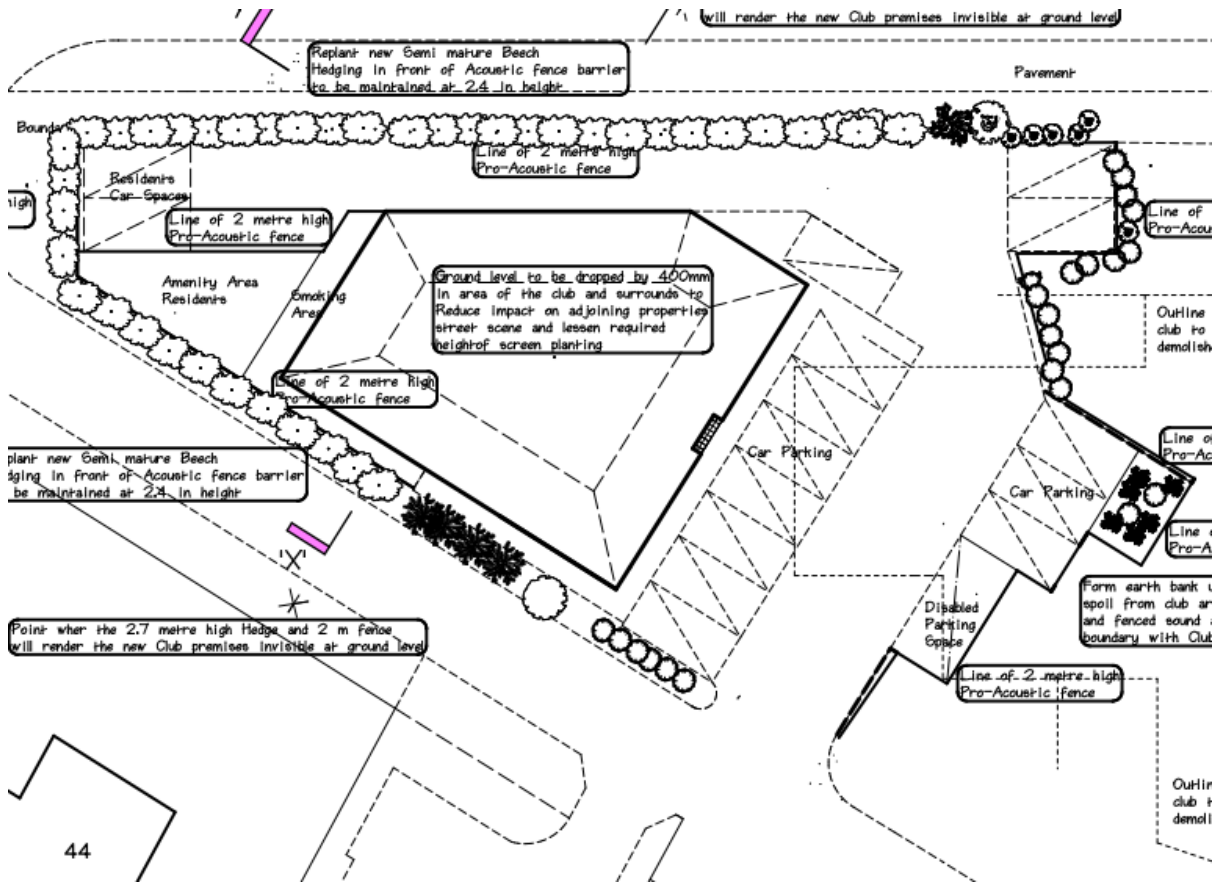 will render the new Club premises invisible at ground level
Replant new Semi mature Beech
Hedging in front of Acoustic fence barrier
to be maintained at 2.4 in height
Pavement
Line of 2 metre high
Pro-Acoustic fence
Residents
Car Spaces
high
Line of 2 metre high
Pro-Acoustic fence
Line of
Amenity Area
Residents
Smoking
Area
Ground level to be dropped by 400mm
in area of the club and surrounds to
Reduce impact on adjoining properties
street scene and lessen required
heightof screen planting
Outline
club to
Line of 2 metre high
Pro-Acoustic fence
Car Parking
plant new Semi mature Beech
dging in front of Acoustic fence barrier
be maintained at 2.4 in height
Car Parking
'X'
Form earth bank
spoil from club
and fenced sound
boundary with Club
Disabled
Parking
Space
Point wher the 2.7 metre high Hedge and 2 m fence
will render the new Club premises invisible at ground level
Line of 2 metre high
Pro-Acoustic fence
club
44